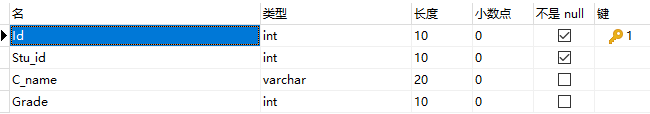 名 类型 长度 小数点 不是 null 键
Id int 10 0 1
Stu_id int 10 0
C_name varchar 20 0
Grade int 10 0